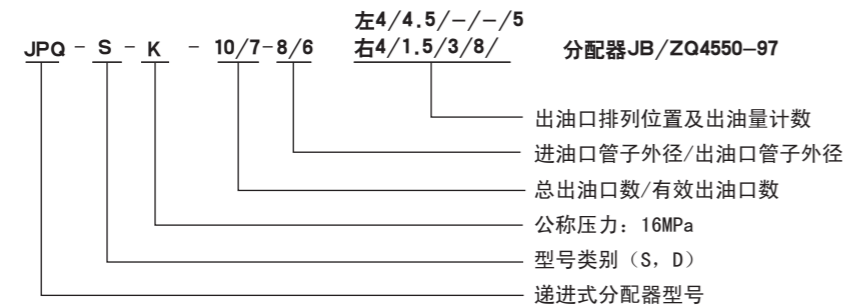 左4/4.5/-/-/5
JPQ - S - K - 10/7-8/6 右4/1.5/3/8/ 分配器JB/ZQ4550-97
出油口排列位置及出油量计数
进油口管子外径/出油口管子外径
总出油口数/有效出油口数
公称压力：16MPa
型号类别（S，D）
递进式分配器型号